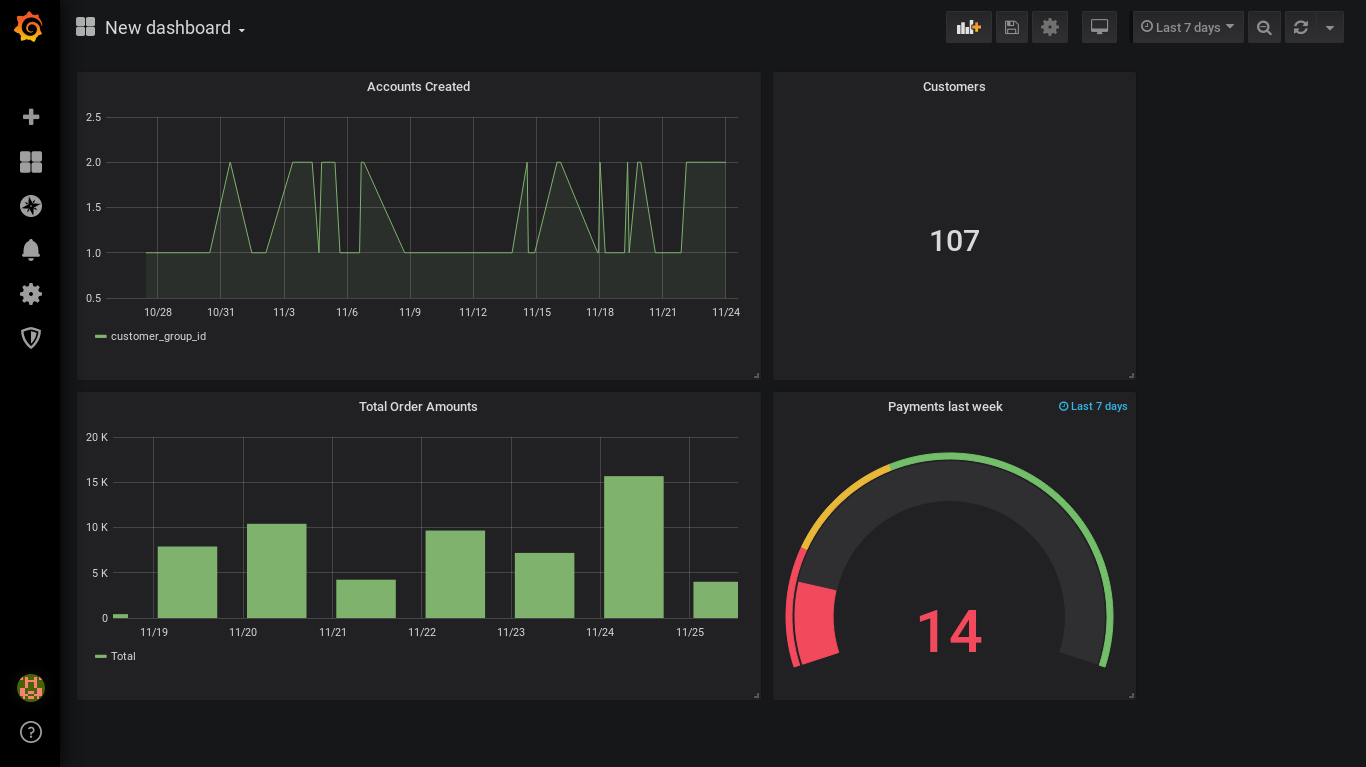 New dashboard
Last 7 days
Accounts Created
2.5
2.0
1.5
1.0
0.5
10/28 10/31 11/3 11/6 11/9 11/12 11/15 11/18 11/21 11/24
customer_group_id
Customers
107
Total Order Amounts
20 K
15 K
10 K
5 K
0
11/19 11/20 11/21 11/22 11/23 11/24 11/25
Total
Payments last week
Last 7 days
14
?